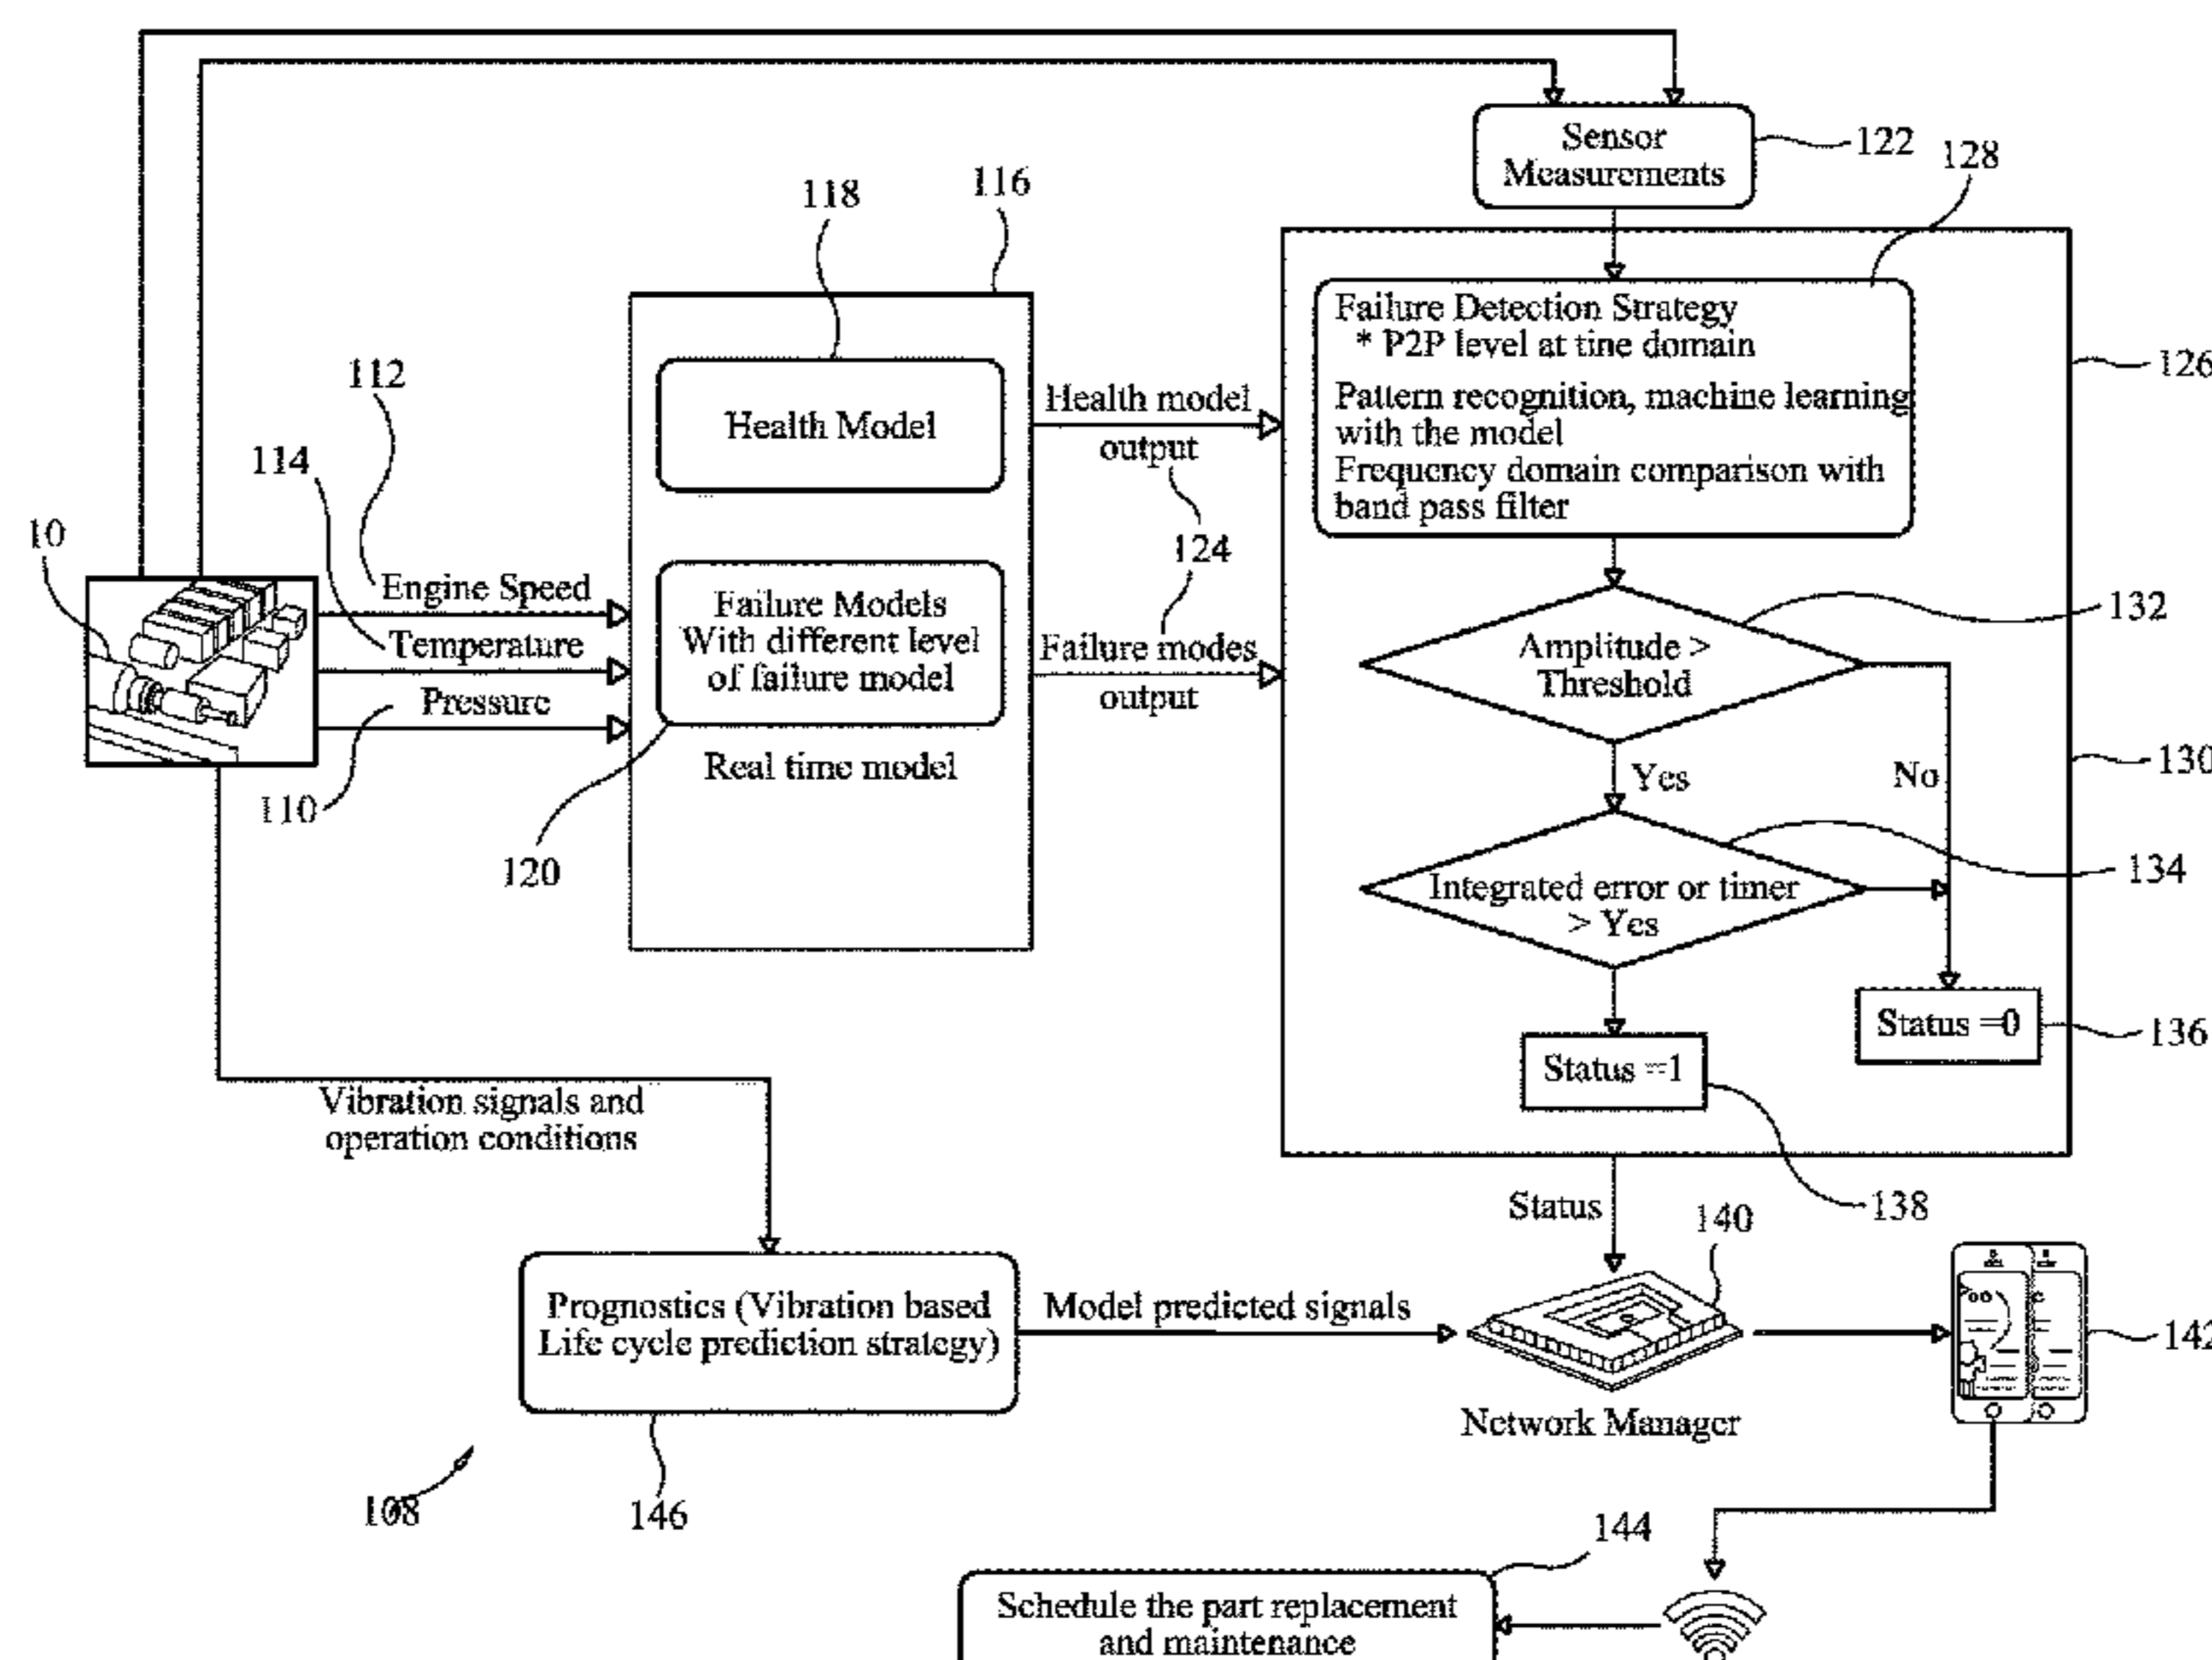 Sensor
Measurements
122
128
118
116
Failure Detection Strategy
* P2P level at tine domain
Pattern recognition, machine learning
with the model
Frequency domain comparison with
band pass filter
126
112
114
10
Health Model
Health model
output
124
Engine Speed
Temperature
Pressure
110
Failure Models
With different level
of failure model
Real time model
120
Failure modes
output
Amplitude >
Threshold
132
Yes
No
130
Integrated error or timer
> Yes
134
Status =0
136
Status =1
138
Vibration signals and
operation conditions
Status
140
Prognostics (Vibration based
Life cycle prediction strategy)
Model predicted signals
142
Network Manager
108
146
144
Schedule the part replacement
and maintenance